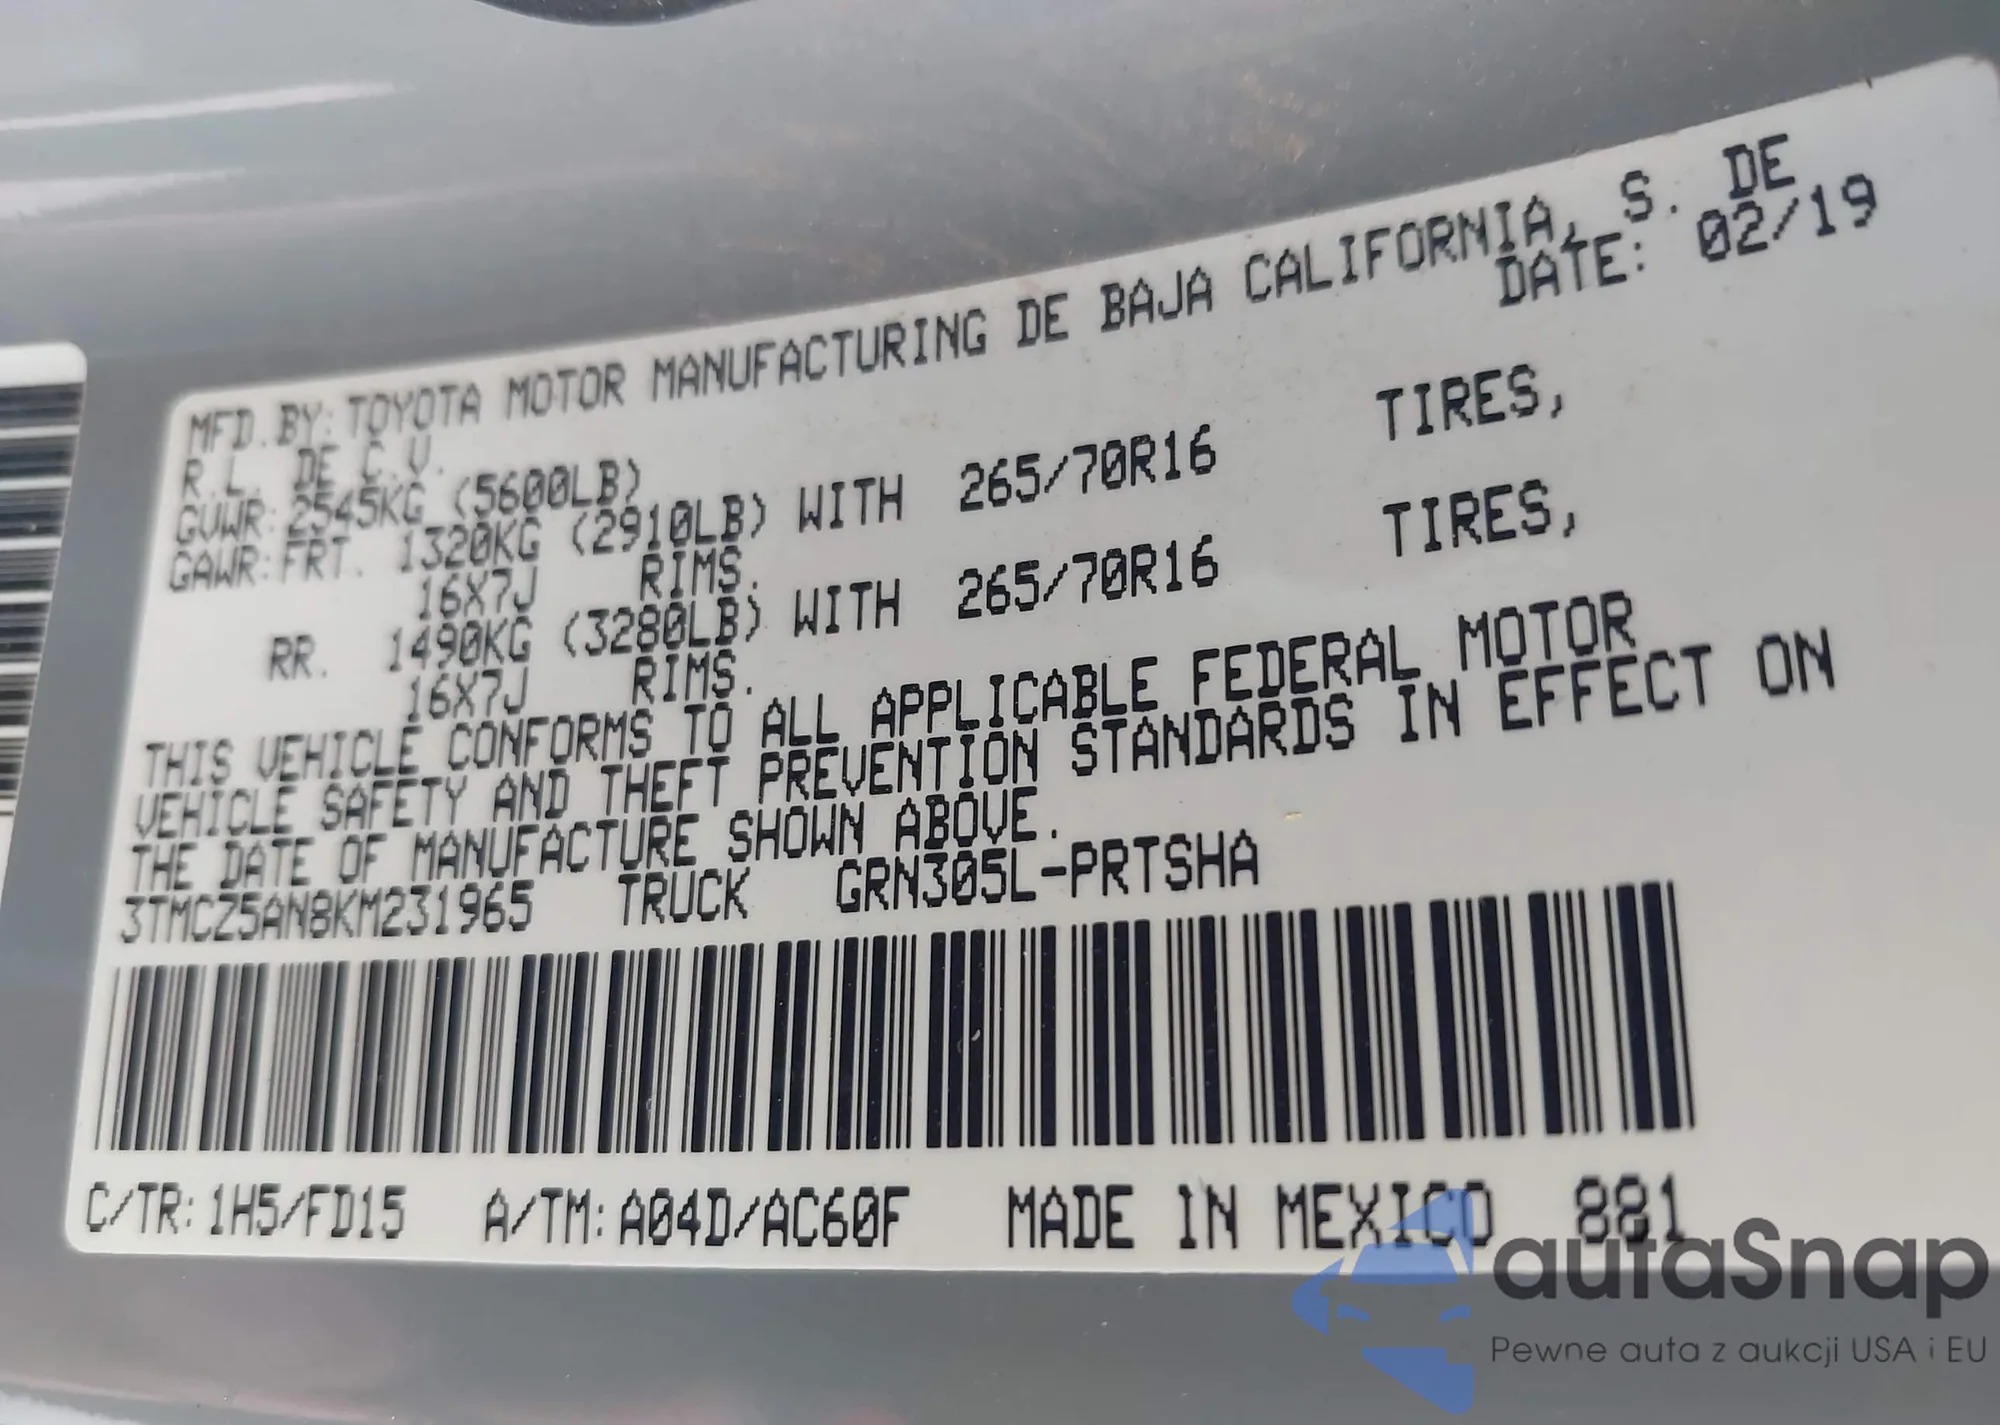 MFD.BY: TOYOTA MOTOR MANUFACTURING DE BAJA CALIFORNIA, S. DE
R.L. DE C.V. DATE: 02/19
GVWR: 2545KG (5600LB)
GAWR: FRT. 1320KG (2910LB) WITH 265/70R16 TIRES,
16X7J RIMS.
RR. 1490KG (3280LB) WITH 265/70R16 TIRES,
16X7J RIMS.
THIS VEHICLE CONFORMS TO ALL APPLICABLE FEDERAL MOTOR
VEHICLE SAFETY AND THEFT PREVENTION STANDARDS IN EFFECT ON
THE DATE OF MANUFACTURE SHOWN ABOVE.
3TMCZ5AN8KM231965 TRUCK GRN305L-PRTSHA
C/TR: 1H5/FD15 A/TM: A04D/AC60F MADE IN MEXICO 881
autaSnap
Pewne auta z aukcji USA i EU